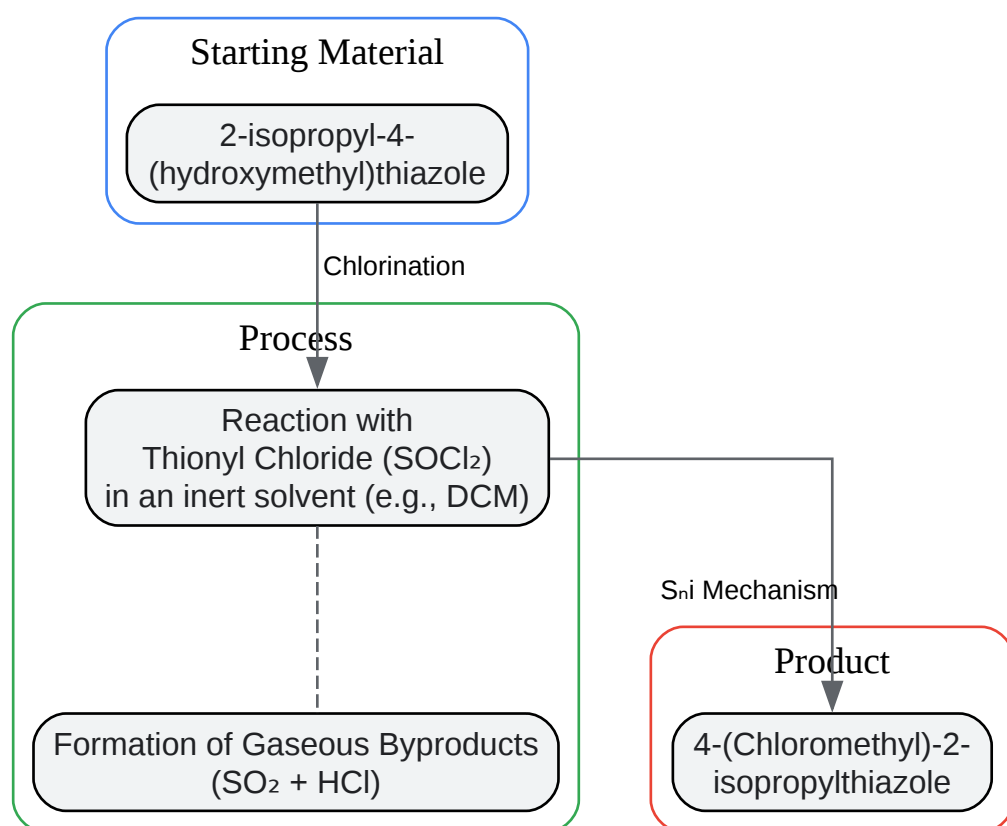 Starting Material
2-isopropyl-4-
(hydroxymethyl)thiazole
Chlorination
Process
Reaction with
Thionyl Chloride (SOCl₂)
in an inert solvent (e.g., DCM)
Sₙi Mechanism
Product
Formation of Gaseous Byproducts
(SO₂ + HCl)
4-(Chloromethyl)-2-
isopropylthiazole